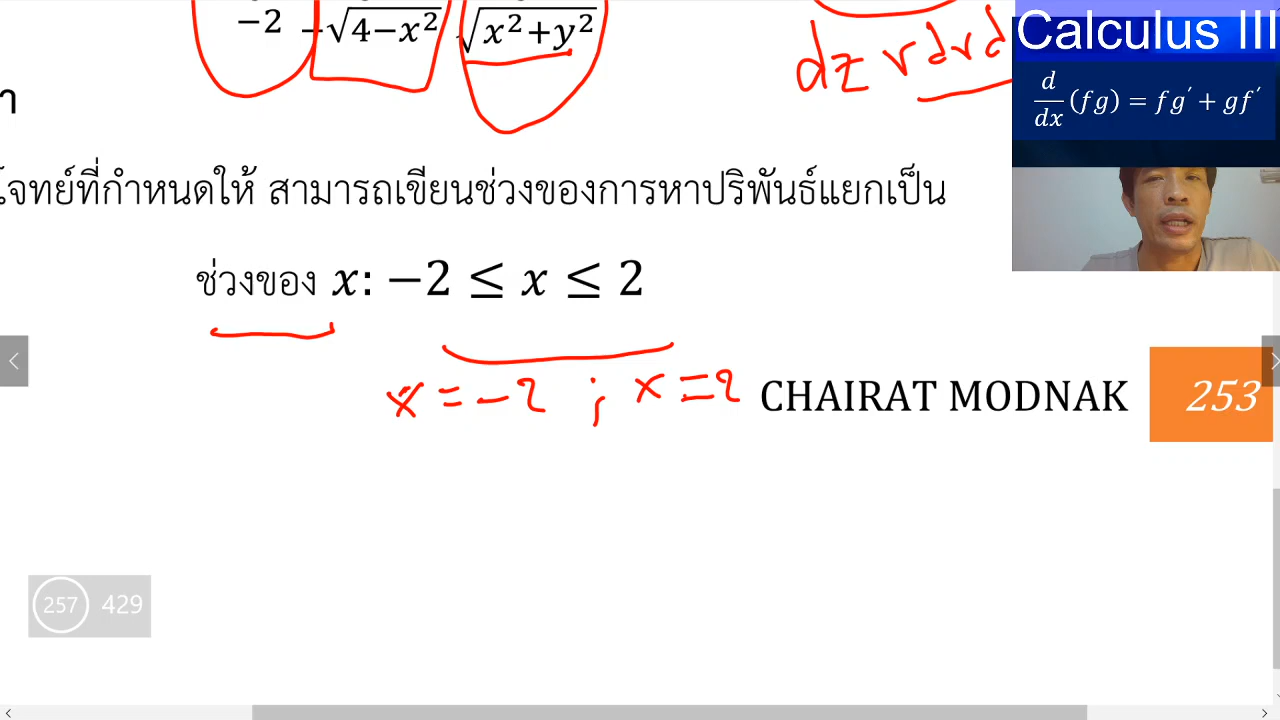 −2 −√4−x² √x²+y²
dz r dr d
Calculus III
d/dx (fg) = fg′ + gf′
า
โจทย์ที่กำหนดให้ สามารถเขียนช่วงของการหาปริพันธ์แยกเป็น
ช่วงของ x: −2 ≤ x ≤ 2
x = −2 ; x = 2
CHAIRAT MODNAK 253
257 429